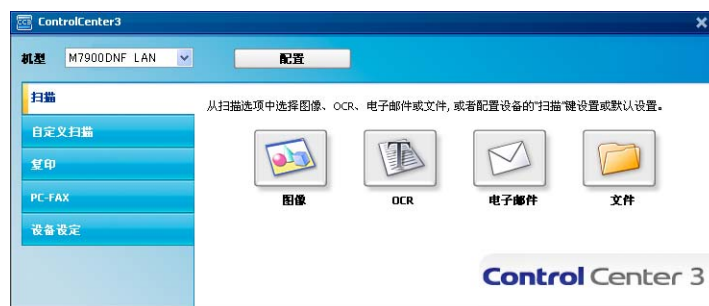 ControlCenter3
机型 M7900DNF LAN 配置
扫描
从扫描选项中选择图像、OCR、电子邮件或文件,或者配置设备的"扫描"键设置或默认设置。
自定义扫描
复印
PC-FAX
设备设定
图像 OCR 电子邮件 文件
Control Center 3